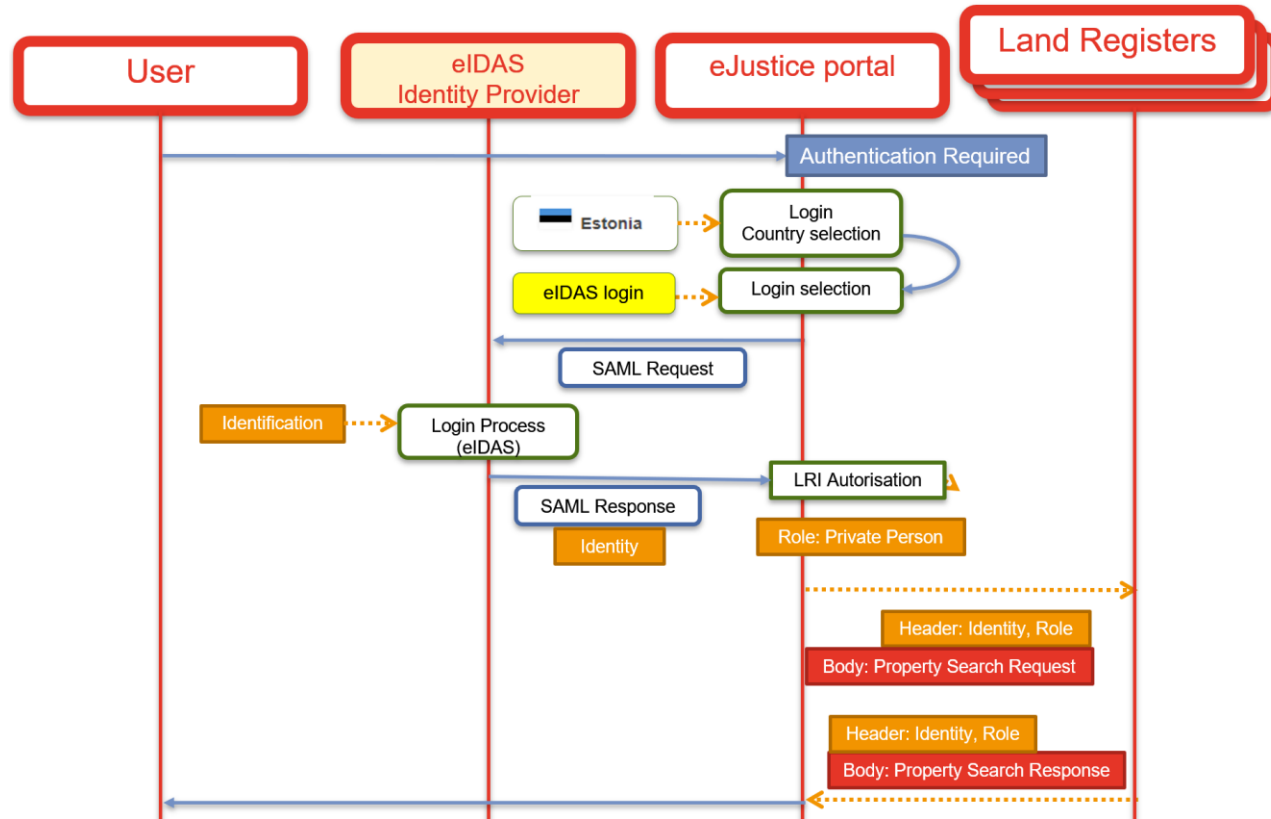 User
eIDAS
Identity Provider
eJustice portal
Land Registers
Authentication Required
Estonia
Login
Country selection
eIDAS login
Login selection
SAML Request
Identification
Login Process
(eIDAS)
LRI Autorisation
SAML Response
Identity
Role: Private Person
Header: Identity, Role
Body: Property Search Request
Header: Identity, Role
Body: Property Search Response